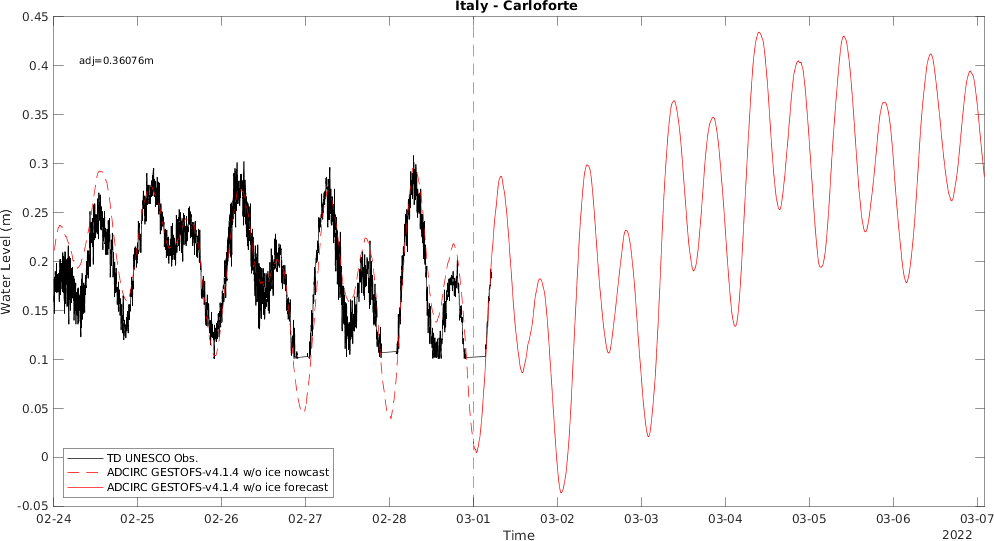 Italy - Carloforte
0.45
0.4
0.35
0.3
0.25
0.2
0.15
0.1
0.05
0
-0.05
Water Level (m)
adj=0.36076m
TD UNESCO Obs.
ADCIRC GESTOFS-v4.1.4 w/o ice nowcast
ADCIRC GESTOFS-v4.1.4 w/o ice forecast
02-24 02-25 02-26 02-27 02-28 03-01 03-02 03-03 03-04 03-05 03-06 03-07
Time
2022